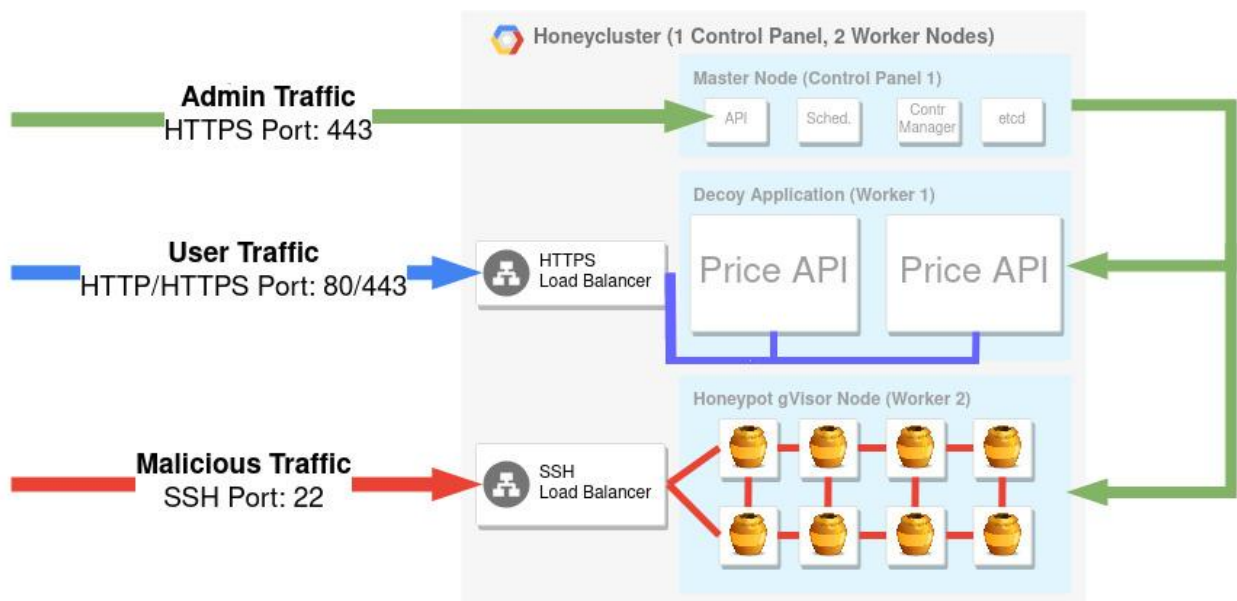 Honeycluster (1 Control Panel, 2 Worker Nodes)
Master Node (Control Panel 1)
Admin Traffic
HTTPS Port: 443
API
Sched.
Contr
Manager
etcd
Decoy Application (Worker 1)
User Traffic
HTTP/HTTPS Port: 80/443
HTTPS
Load Balancer
Price API
Price API
Honeypot gVisor Node (Worker 2)
Malicious Traffic
SSH Port: 22
SSH
Load Balancer